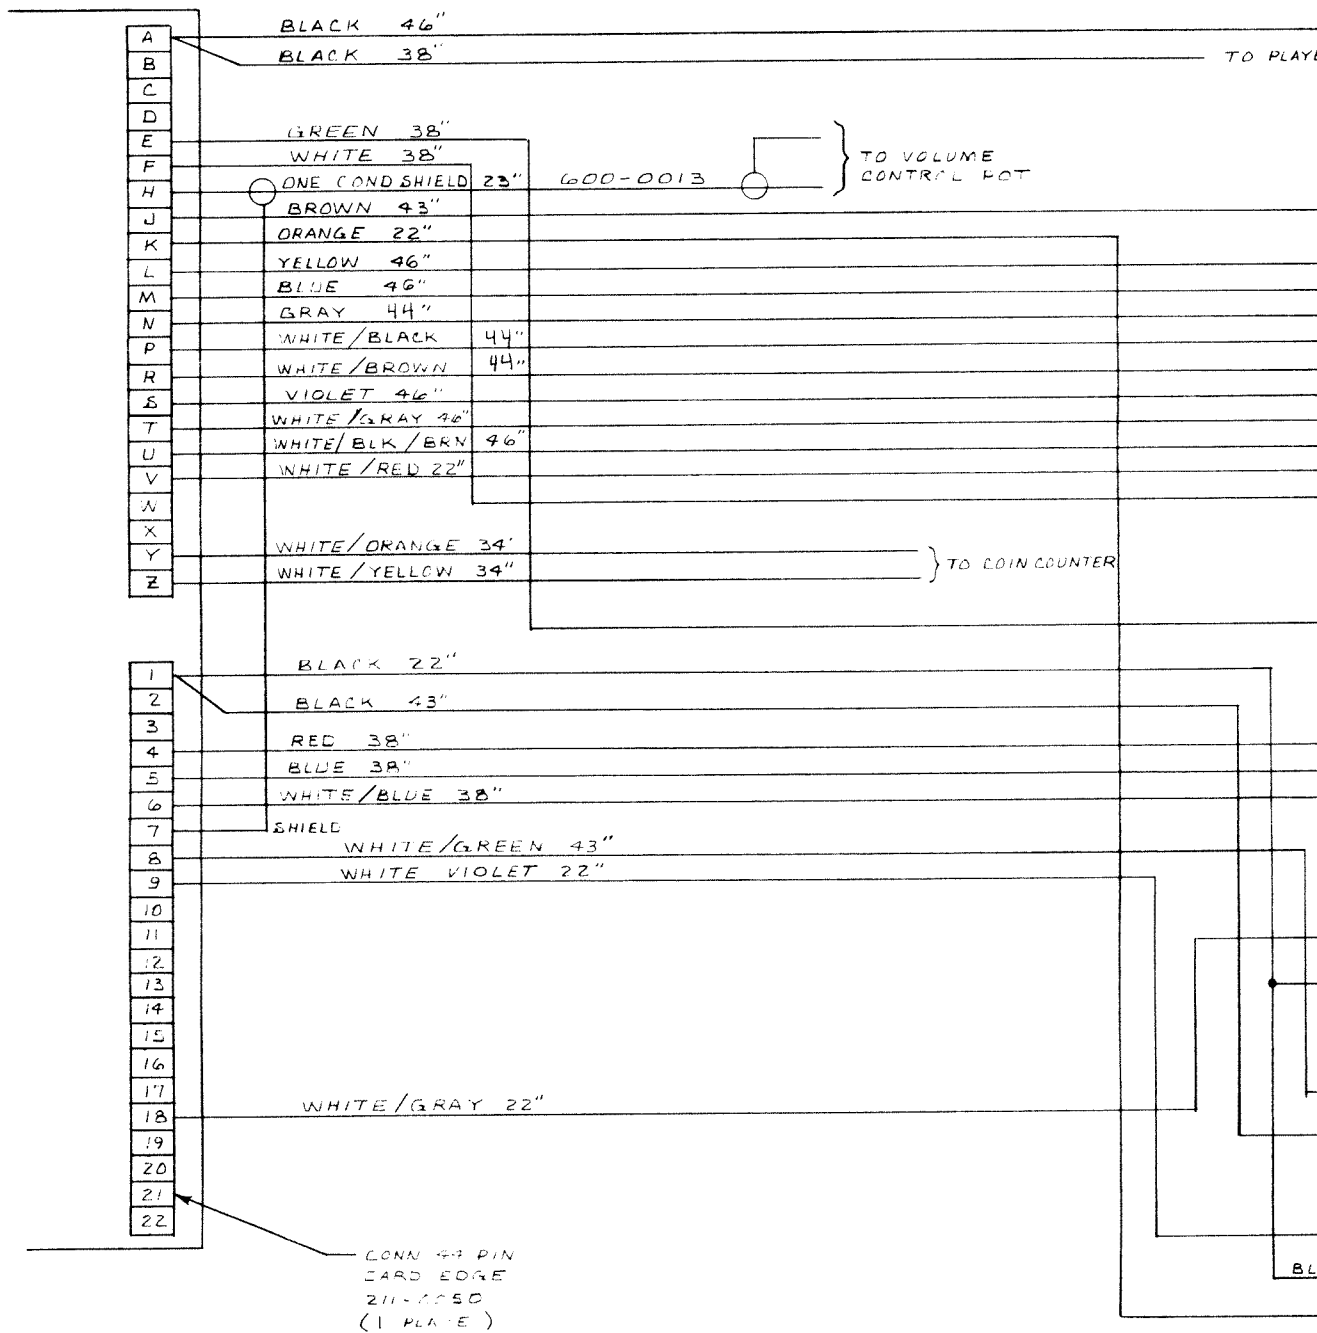 BLACK 46"
A
BLACK 38"
B
TO PLAYE
C
D
GREEN 38"
E
WHITE 38"
F
TO VOLUME
CONTROL POT
ONE COND SHIELD 23"
600-0013
H
BROWN 43"
J
ORANGE 22"
K
YELLOW 46"
L
BLUE 46"
M
GRAY 44"
N
WHITE/BLACK 44"
P
WHITE/BROWN 44"
R
VIOLET 46"
S
WHITE/GRAY 46"
T
WHITE/BLK/BRN 46"
U
WHITE/RED 22"
V
W
X
WHITE/ORANGE 34'
Y
TO COIN COUNTER
WHITE/YELLOW 34"
Z
BLACK 22"
1
2
BLACK 43"
3
RED 38"
4
BLUE 38"
5
WHITE/BLUE 38"
6
7
SHIELD
WHITE/GREEN 43"
8
WHITE VIOLET 22"
9
10
11
12
13
14
15
16
17
WHITE/GRAY 22"
18
19
20
21
22
CONN 44 PIN
CARD EDGE
(1 PLACE)
BL